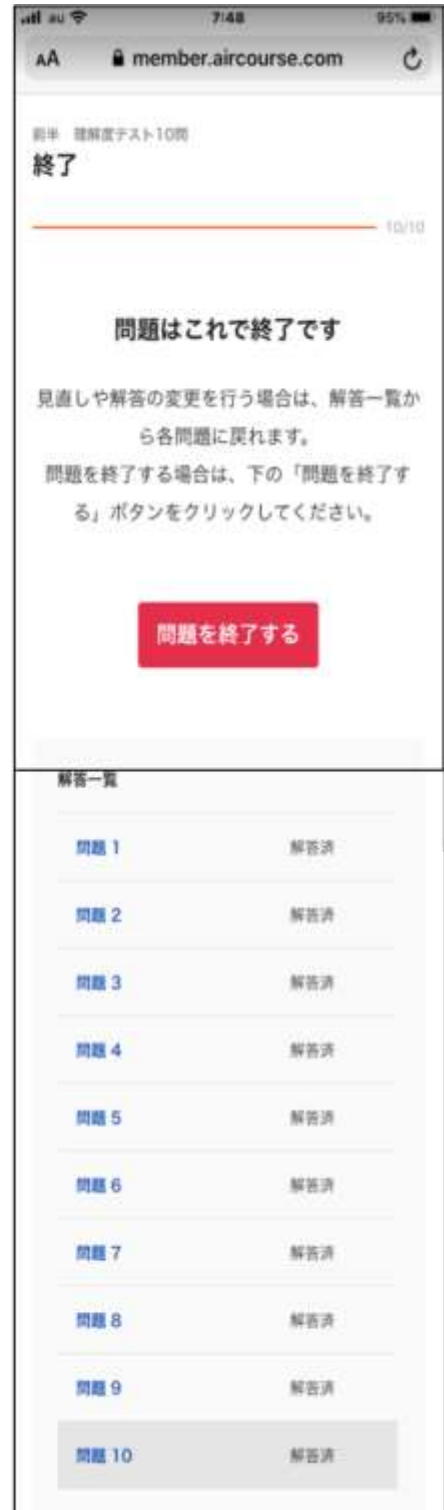 au 7:48 95%
AA member.aircourse.com
前半 理解度テスト10問
終了
10/10
問題はこれで終了です
見直しや解答の変更を行う場合は、解答一覧か
ら各問題に戻れます。
問題を終了する場合は、下の「問題を終了す
る」ボタンをクリックしてください。
問題を終了する
解答一覧
問題 1 解答済
問題 2 解答済
問題 3 解答済
問題 4 解答済
問題 5 解答済
問題 6 解答済
問題 7 解答済
問題 8 解答済
問題 9 解答済
問題 10 解答済